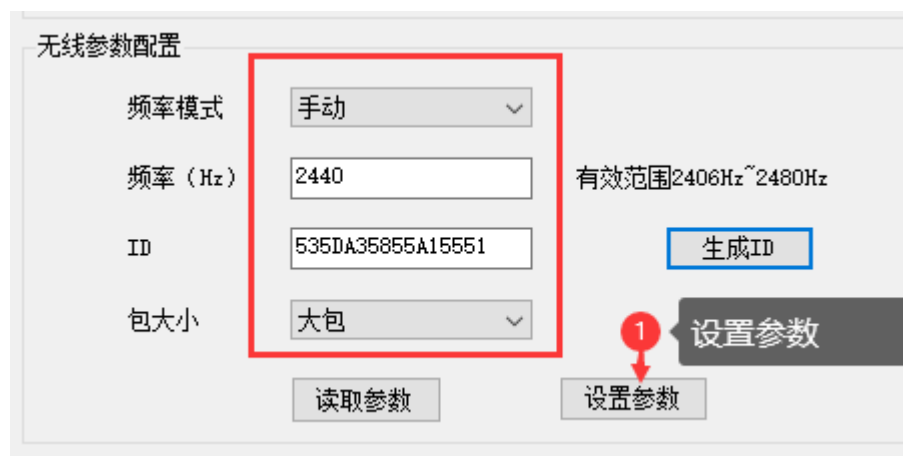 无线参数配置
频率模式 手动
频率（Hz） 2440 有效范围2406Hz~2480Hz
ID 535DA35855A15551 生成ID
包大小 大包
1 设置参数
读取参数 设置参数